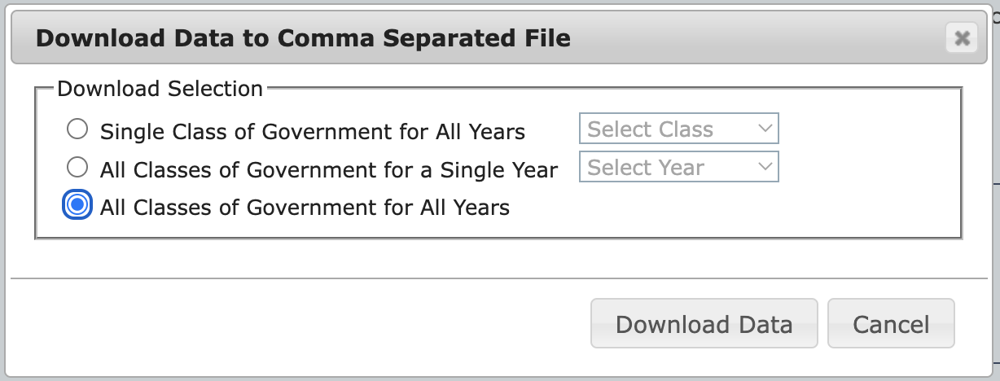 Download Data to Comma Separated File
Download Selection
Single Class of Government for All Years Select Class
All Classes of Government for a Single Year Select Year
All Classes of Government for All Years
Download Data Cancel